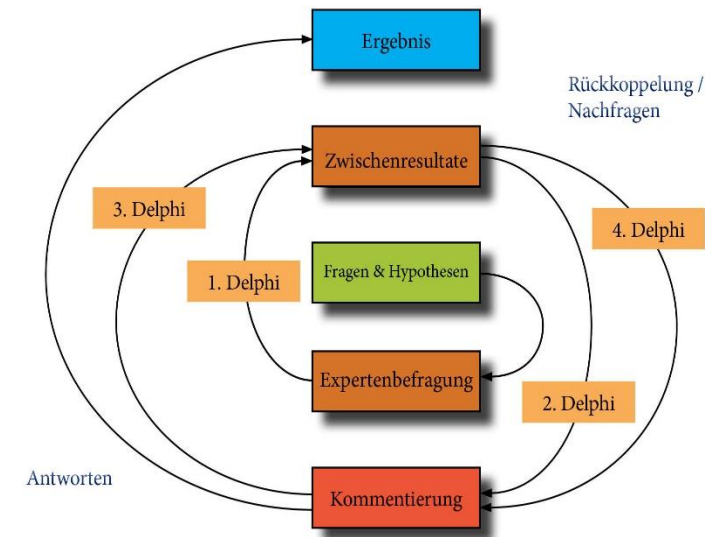 Ergebnis
Rückkoppelung /
Nachfragen
Zwischenresultate
3. Delphi
4. Delphi
1. Delphi
Fragen & Hypothesen
Expertenbefragung
2. Delphi
Antworten
Kommentierung